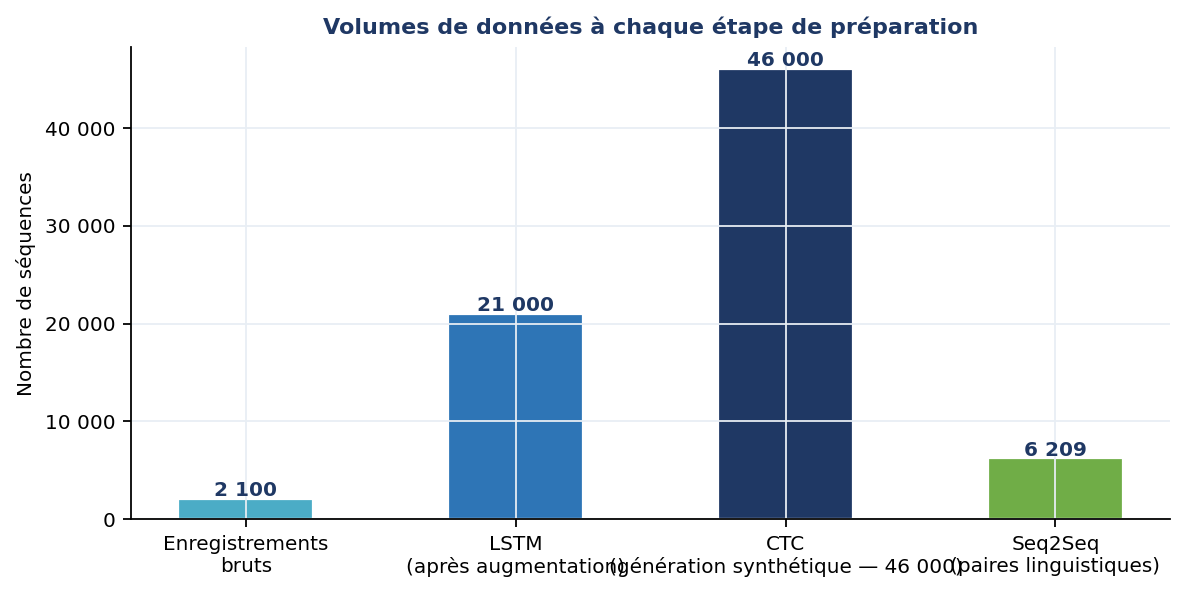 Volumes de données à chaque étape de préparation
46 000
40 000
30 000
21 000
20 000
10 000
6 209
2 100
0
Nombre de séquences
Enregistrements
bruts
LSTM
(après augmentation)
CTC
(génération synthétique — 46 000)
Seq2Seq
(paires linguistiques)